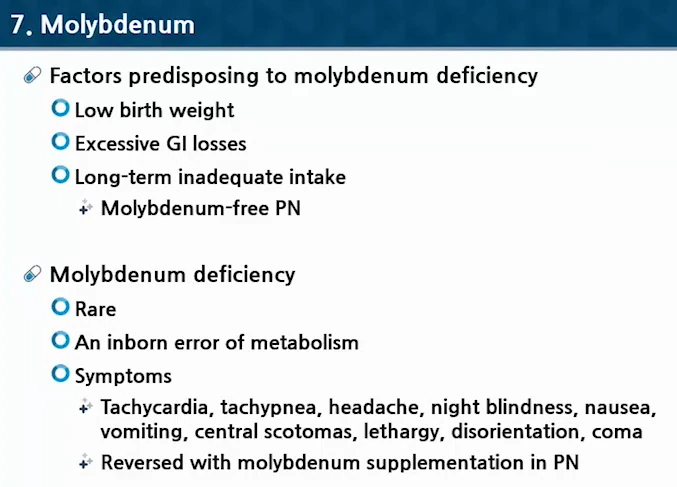 7. Molybdenum
Factors predisposing to molybdenum deficiency
Low birth weight
Excessive GI losses
Long-term inadequate intake
Molybdenum-free PN
Molybdenum deficiency
Rare
An inborn error of metabolism
Symptoms
Tachycardia, tachypnea, headache, night blindness, nausea,
vomiting, central scotomas, lethargy, disorientation, coma
Reversed with molybdenum supplementation in PN